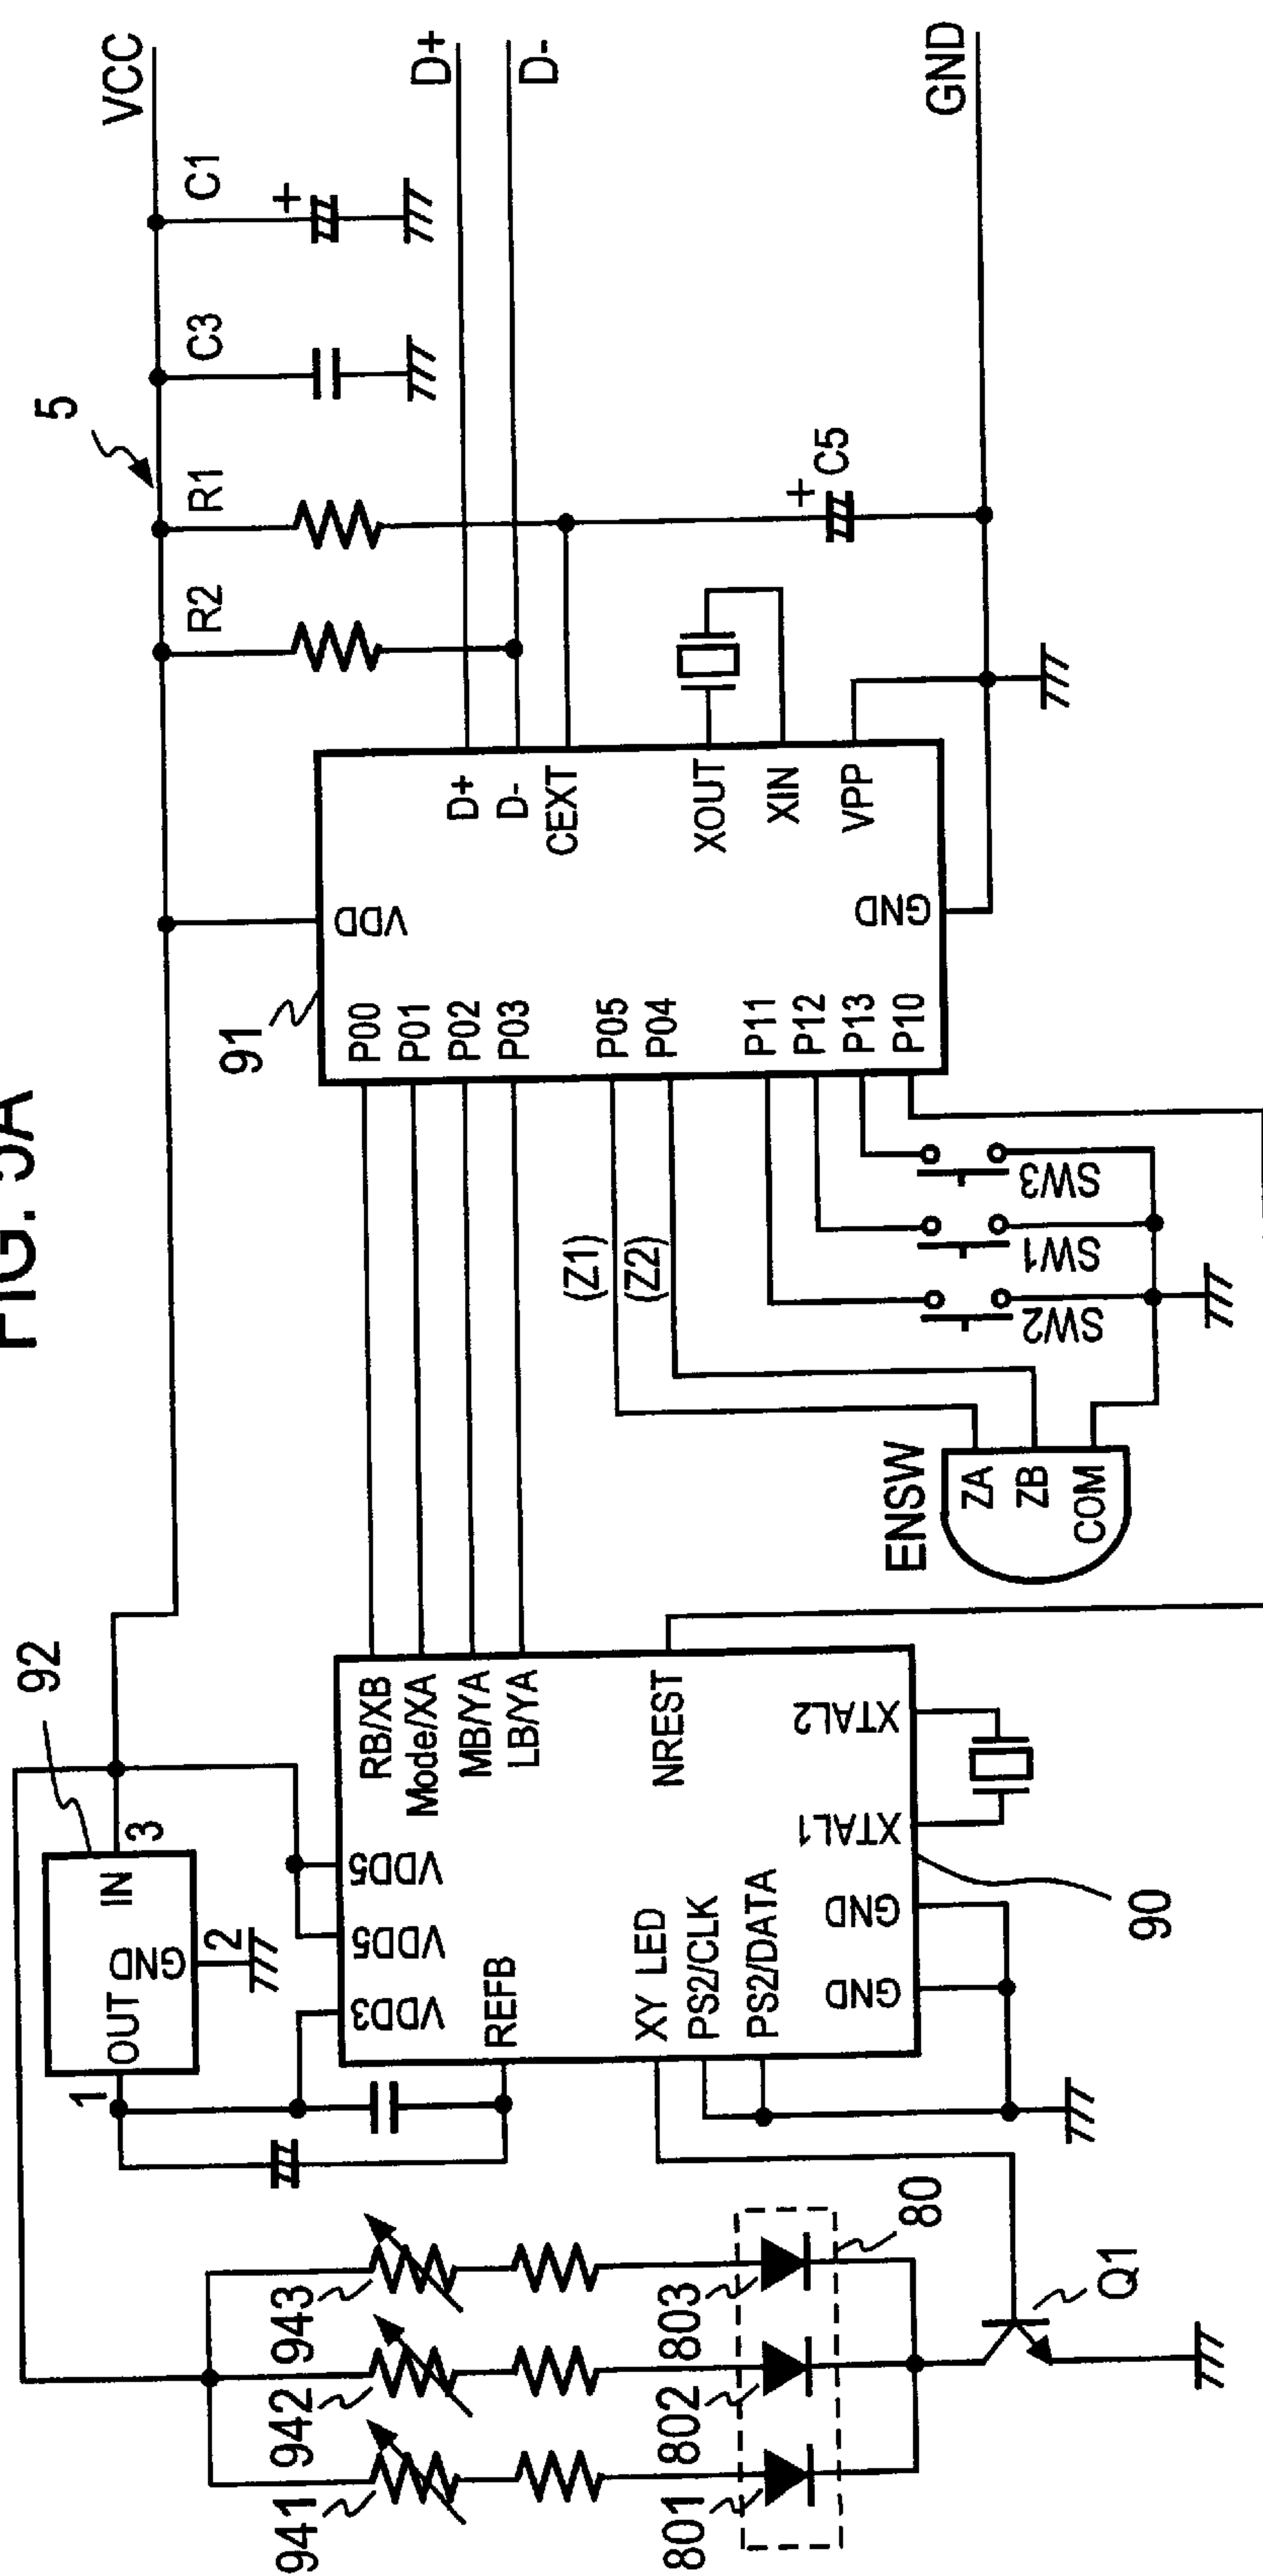 FIG. 5A
VCC
D+
D-
GND
C1
C3
5
R1
R2
C5
91
VDD
D+
D-
CEXT
XOUT
XIN
VPP
GND
P00
P01
P02
P03
P05
P04
P11
P12
P13
P10
(Z1)
(Z2)
SW3
SW1
SW2
ENSW
ZA
ZB
COM
92
IN
3
GND
2
OUT
1
RB/XB
Mode/XA
MB/YA
LB/YA
NREST
VDD5
VDD5
VDD3
REFB
XTAL2
XTAL1
XY LED
PS2/CLK
PS2/DATA
GND
GND
90
943
942
941
803
802
801
80
Q1